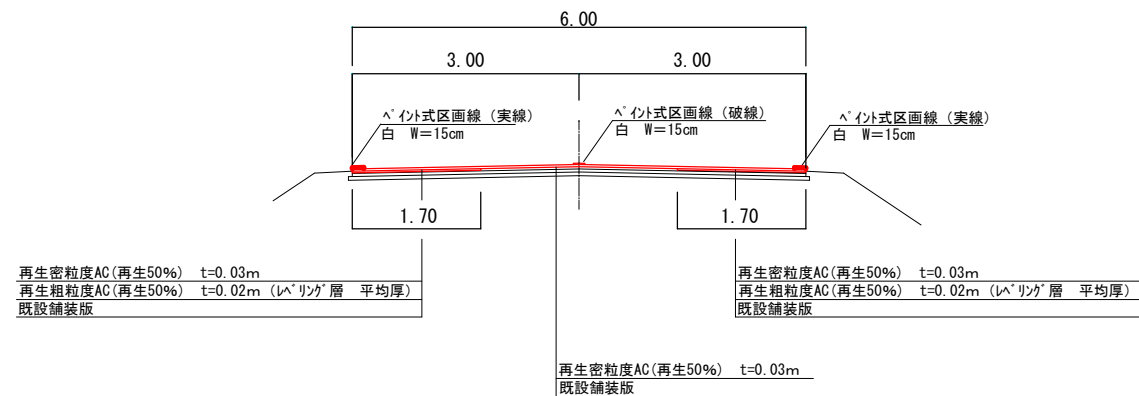 6.00
3.00
3.00
ﾍﾟｲﾝﾄ式区画線（実線）
白　W＝15cm
ﾍﾟｲﾝﾄ式区画線（破線）
白　W＝15cm
ﾍﾟｲﾝﾄ式区画線（実線）
白　W＝15cm
1.70
1.70
再生密粒度AC(再生50%)　t=0.03m
再生粗粒度AC(再生50%)　t=0.02m（ﾚﾍﾞﾘﾝｸﾞ層　平均厚）
既設舗装版
再生密粒度AC(再生50%)　t=0.03m
再生粗粒度AC(再生50%)　t=0.02m（ﾚﾍﾞﾘﾝｸﾞ層　平均厚）
既設舗装版
再生密粒度AC(再生50%)　t=0.03m
既設舗装版